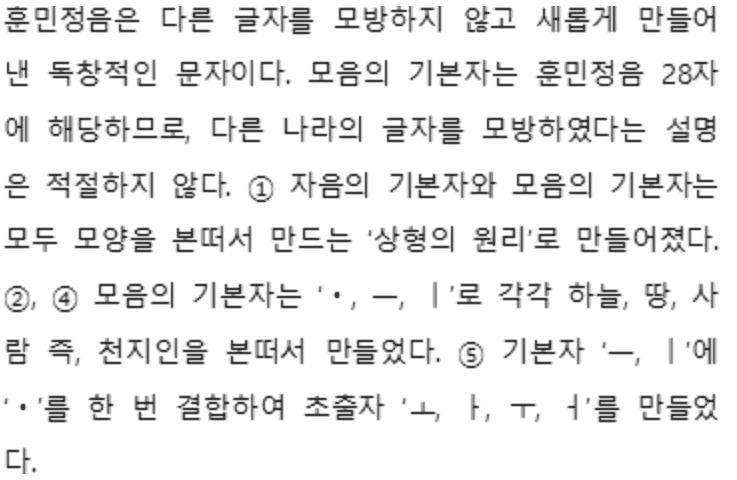 훈민정음은 다른 글자를 모방하지 않고 새롭게 만들어
낸 독창적인 문자이다. 모음의 기본자는 훈민정음 28자
에 해당하므로, 다른 나라의 글자를 모방하였다는 설명
은 적절하지 않다. ① 자음의 기본자와 모음의 기본자는
모두 모양을 본떠서 만드는 ‘상형의 원리’로 만들어졌다.
②, ④ 모음의 기본자는 ‘ㆍ, ㅡ, ㅣ’로 각각 하늘, 땅, 사
람 즉, 천지인을 본떠서 만들었다. ⑤ 기본자 ‘ㅡ, ㅣ’에
‘ㆍ’를 한 번 결합하여 초출자 ‘ㅗ, ㅏ, ㅜ, ㅓ’를 만들었
다.